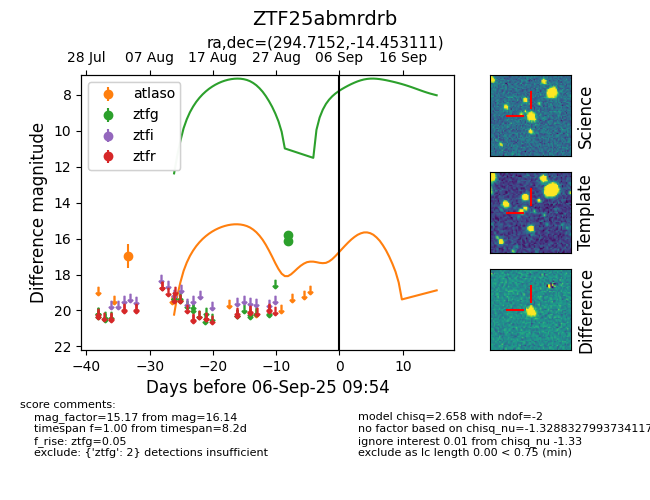 ZTF25abmrdrb
ra,dec=(294.7152,-14.453111)
28 Jul 07 Aug 17 Aug 27 Aug 06 Sep 16 Sep
atlaso
ztfg
ztfi
ztfr
8
10
12
14
16
18
20
22
Difference magnitude
−40 −30 −20 −10 0 10
Days before 06-Sep-25 09:54
Science
Template
Difference
score comments:
mag_factor=15.17 from mag=16.14
timespan f=1.00 from timespan=8.2d
f_rise: ztfg=0.05
exclude: {'ztfg': 2} detections insufficient
model chisq=2.658 with ndof=-2
no factor based on chisq_nu=-1.3288327993734117
ignore interest 0.01 from chisq_nu -1.33
exclude as lc length 0.00 < 0.75 (min)